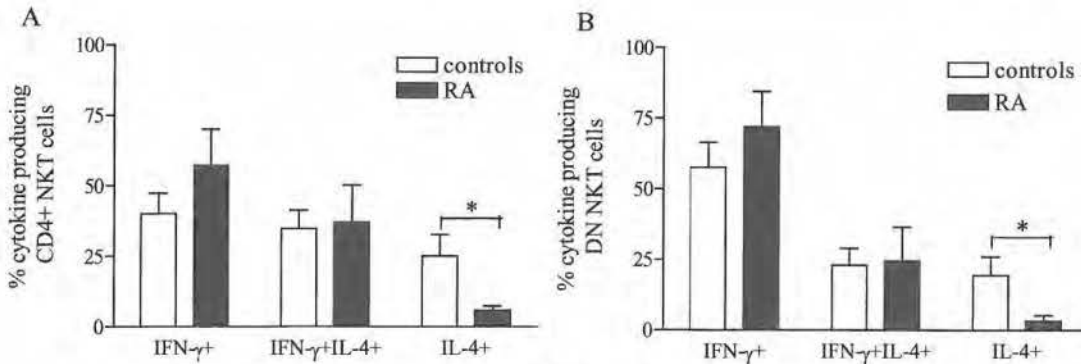 A
% cytokine producing
CD4+ NKT cells
100
75
50
25
0
controls
RA
*
IFN-γ+
IFN-γ+IL-4+
IL-4+
B
% cytokine producing
DN NKT cells
100
75
50
25
0
controls
RA
*
IFN-γ+
IFN-γ+IL-4+
IL-4+